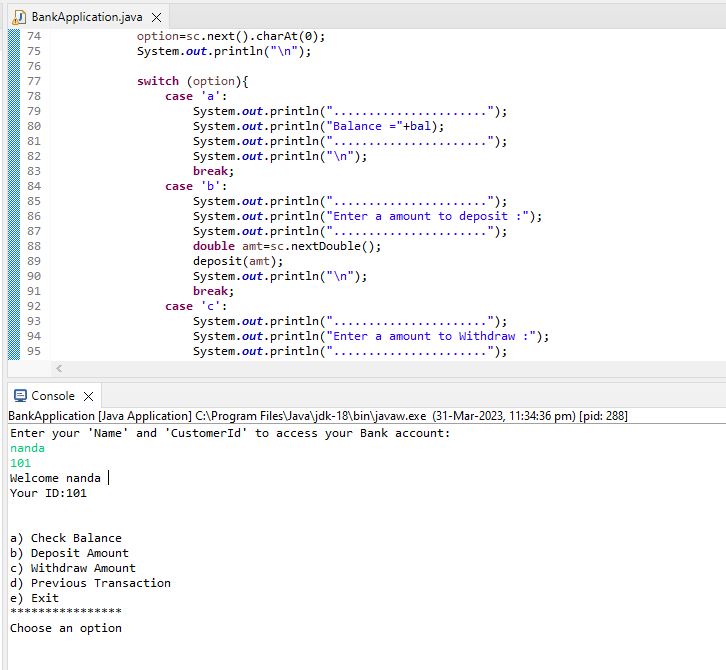 BankApplication.java
74 option=sc.next().charAt(0);
75 System.out.println("\n");
76
77 switch (option){
78 case 'a':
79 System.out.println("......................");
80 System.out.println("Balance ="+bal);
81 System.out.println("......................");
82 System.out.println("\n");
83 break;
84 case 'b':
85 System.out.println("......................");
86 System.out.println("Enter a amount to deposit :");
87 System.out.println("......................");
88 double amt=sc.nextDouble();
89 deposit(amt);
90 System.out.println("\n");
91 break;
92 case 'c':
93 System.out.println("......................");
94 System.out.println("Enter a amount to Withdraw :");
95 System.out.println("......................");
Console
BankApplication [Java Application] C:\Program Files\Java\jdk-18\bin\javaw.exe (31-Mar-2023, 11:34:36 pm) [pid: 288]
Enter your 'Name' and 'CustomerId' to access your Bank account:
nanda
101
Welcome nanda
Your ID:101
a) Check Balance
b) Deposit Amount
c) Withdraw Amount
d) Previous Transaction
e) Exit
****************
Choose an option